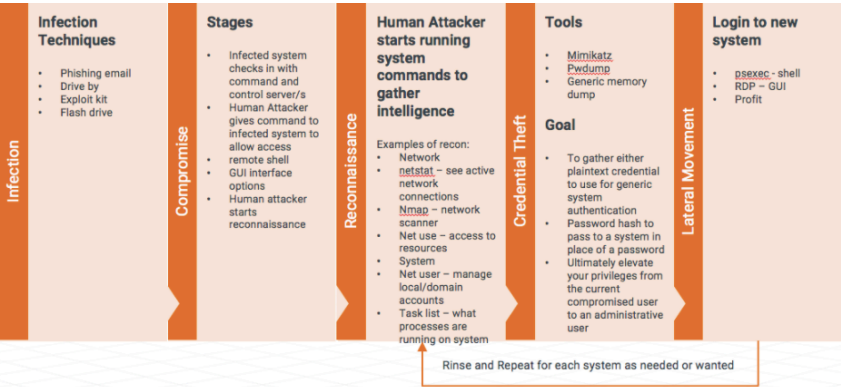 Infection
Infection
Techniques
• Phishing email
• Drive by
• Exploit kit
• Flash drive
Compromise
Stages
• Infected system
checks in with
command and
control server/s
• Human Attacker
gives command to
infected system to
allow access
• remote shell
• GUI interface
options
• Human attacker
starts
reconnaissance
Reconnaissance
Human Attacker
starts running
system
commands to
gather
intelligence
Examples of recon:
• Network
• netstat – see active
network
connections
• Nmap – network
scanner
• Net use – access to
resources
• System
• Net user – manage
local/domain
accounts
• Task list – what
processes are
running on system
Credential Theft
Tools
• Mimikatz
• Pwdump
• Generic memory
dump
Goal
• To gather either
plaintext credential
to use for generic
system
authentication
• Password hash to
pass to a system in
place of a password
• Ultimately elevate
your privileges from
the current
compromised user
to an administrative
user
Lateral Movement
Login to new
system
• psexec - shell
• RDP – GUI
• Profit
Rinse and Repeat for each system as needed or wanted